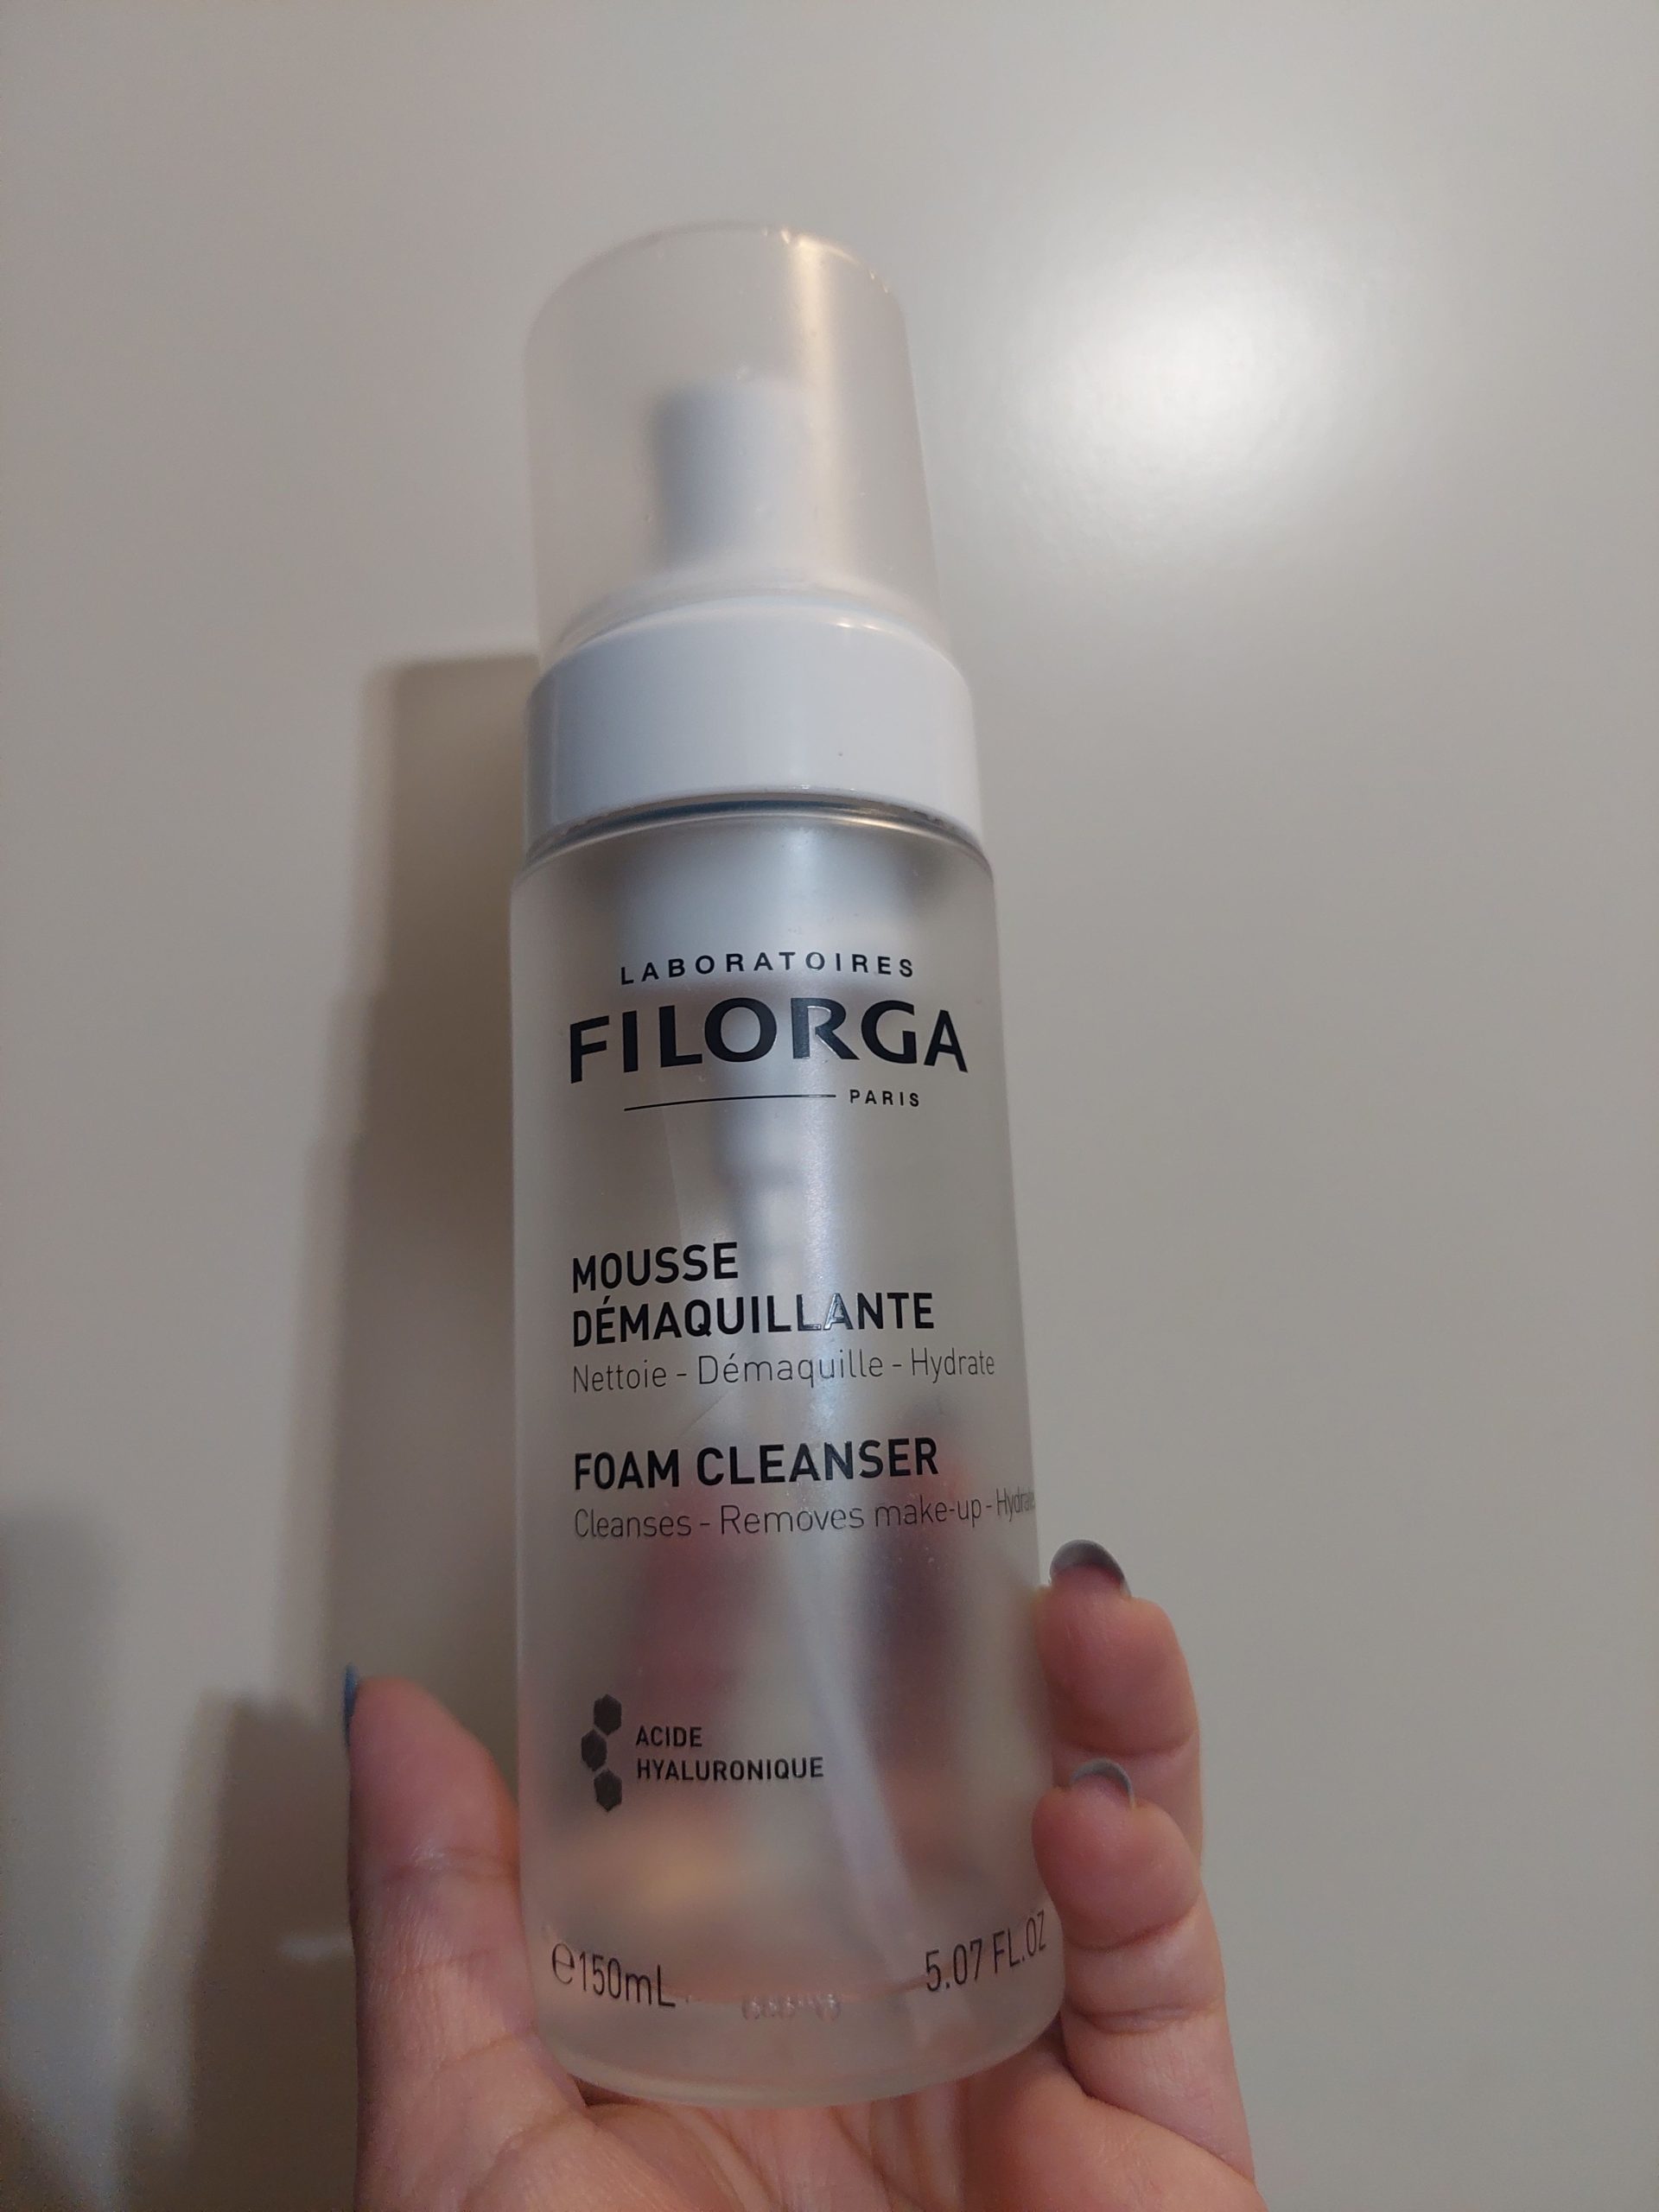 LABORATOIRES
FILORGA
PARIS
MOUSSE
DÉMAQUILLANTE
Nettoie - Démaquille - Hydrate
FOAM CLEANSER
Cleanses - Removes make-up -
ACIDE
HYALURONIQUE
℮150mL
5.07 FL.OZ